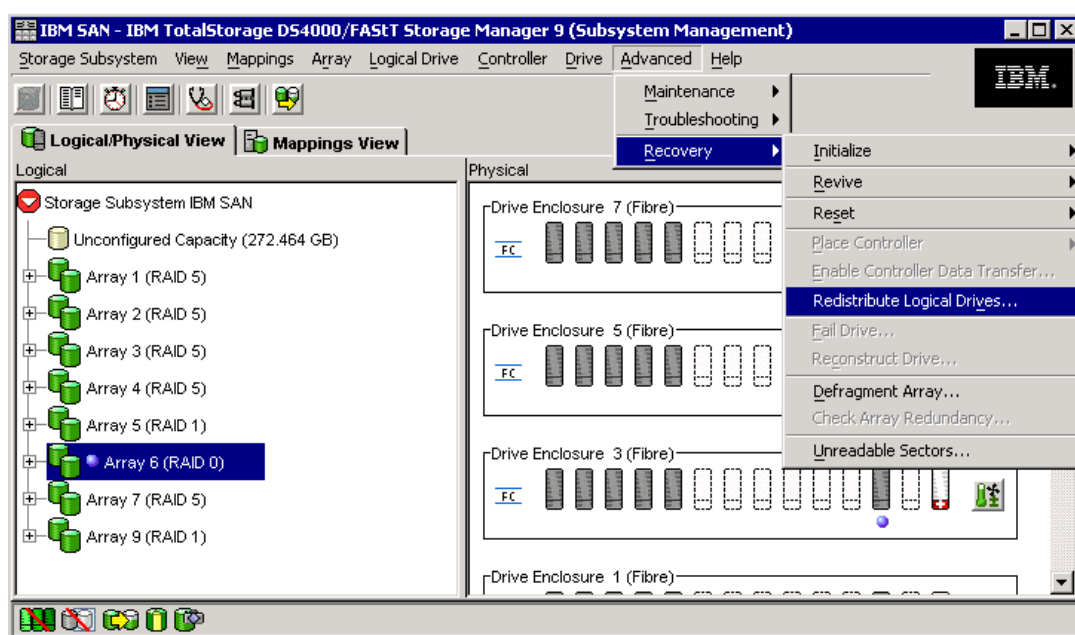 IBM SAN - IBM TotalStorage DS4000/FAStT Storage Manager 9 (Subsystem Management)
Storage Subsystem View Mappings Array Logical Drive Controller Drive Advanced Help
IBM.
Maintenance
Troubleshooting
Recovery
Initialize
Revive
Reset
Place Controller
Enable Controller Data Transfer...
Redistribute Logical Drives...
Fail Drive...
Reconstruct Drive...
Defragment Array...
Check Array Redundancy...
Unreadable Sectors...
Logical/Physical View Mappings View
Logical
Storage Subsystem IBM SAN
Unconfigured Capacity (272.464 GB)
Array 1 (RAID 5)
Array 2 (RAID 5)
Array 3 (RAID 5)
Array 4 (RAID 5)
Array 5 (RAID 1)
Array 6 (RAID 0)
Array 7 (RAID 5)
Array 9 (RAID 1)
Physical
Drive Enclosure 7 (Fibre)
FC
Drive Enclosure 5 (Fibre)
FC
Drive Enclosure 3 (Fibre)
FC
Drive Enclosure 1 (Fibre)